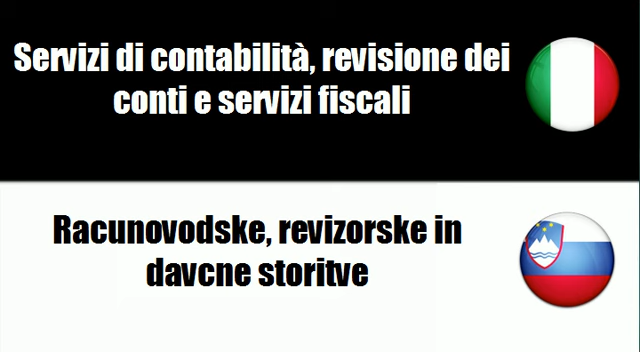 Servizi di contabilità, revisione dei
conti e servizi fiscali
Racunovodske, revizorske in
davcne storitve